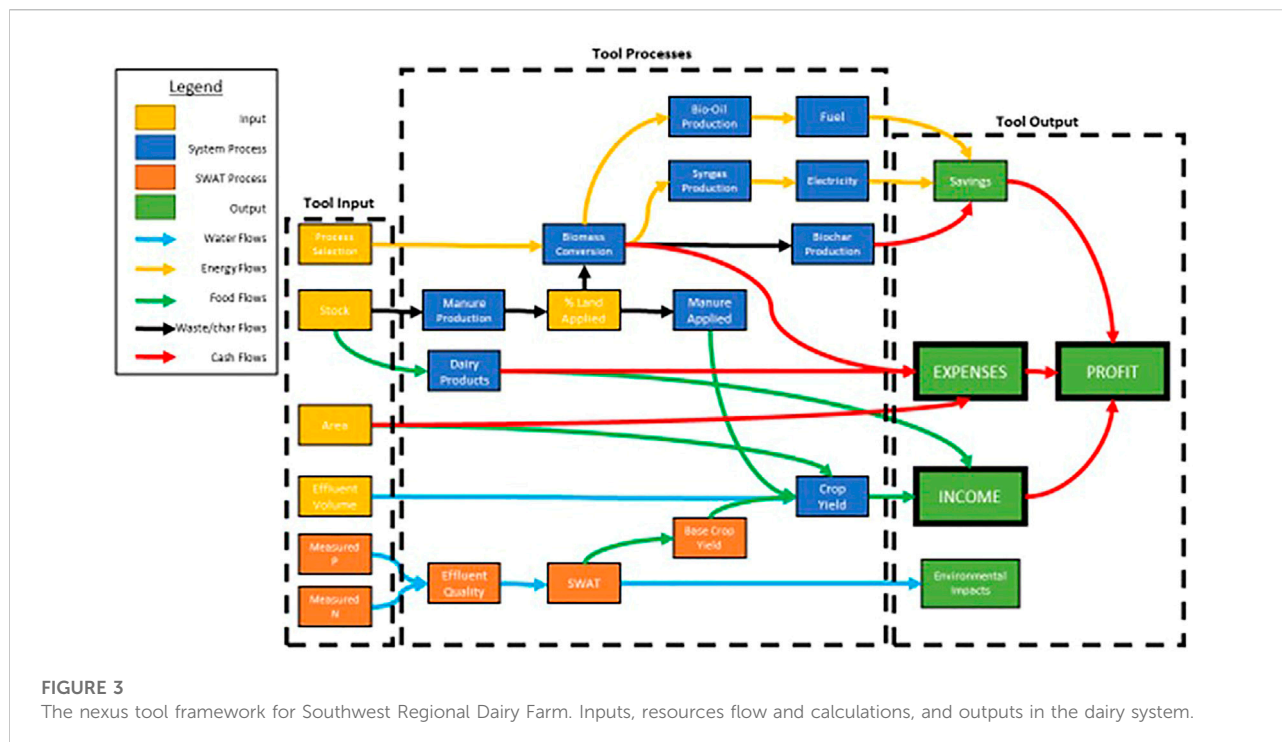 Tool Processes
Legend
Input
System Process
SWAT Process
Output
Water Flows
Energy Flows
Food Flows
Waste/char Flows
Cash Flows
Tool Input
Process
Selection
Stock
Area
Effluent
Volume
Measured
P
Measured
N
Bio-Oil
Production
Fuel
Syngas
Production
Electricity
Biomass
Conversion
Biochar
Production
Manure
Production
% Land
Applied
Manure
Applied
Dairy
Products
Crop
Yield
Base Crop
Yield
Effluent
Quality
SWAT
Tool Output
Savings
EXPENSES
PROFIT
INCOME
Environmental
Impacts
FIGURE 3
The nexus tool framework for Southwest Regional Dairy Farm. Inputs, resources flow and calculations, and outputs in the dairy system.